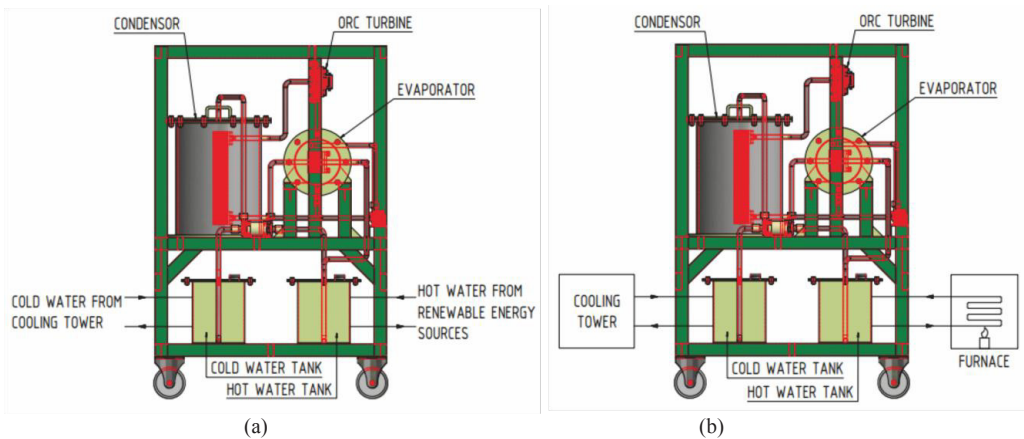 CONDENSOR
ORC TURBINE
EVAPORATOR
COLD WATER FROM
COOLING TOWER
HOT WATER FROM
RENEWABLE ENERGY
SOURCES
COLD WATER TANK
HOT WATER TANK
(a)
CONDENSOR
ORC TURBINE
EVAPORATOR
COOLING
TOWER
FURNACE
COLD WATER TANK
HOT WATER TANK
(b)